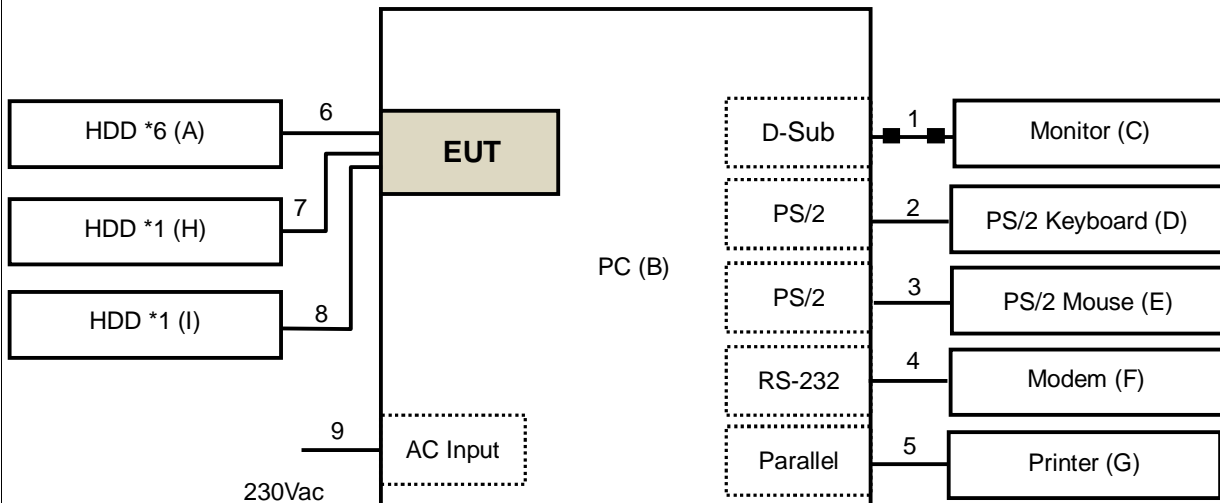 HDD *6 (A)
6
EUT
D-Sub
1
Monitor (C)
HDD *1 (H)
7
PS/2
2
PS/2 Keyboard (D)
PC (B)
HDD *1 (I)
8
PS/2
3
PS/2 Mouse (E)
RS-232
4
Modem (F)
9
AC Input
230Vac
Parallel
5
Printer (G)